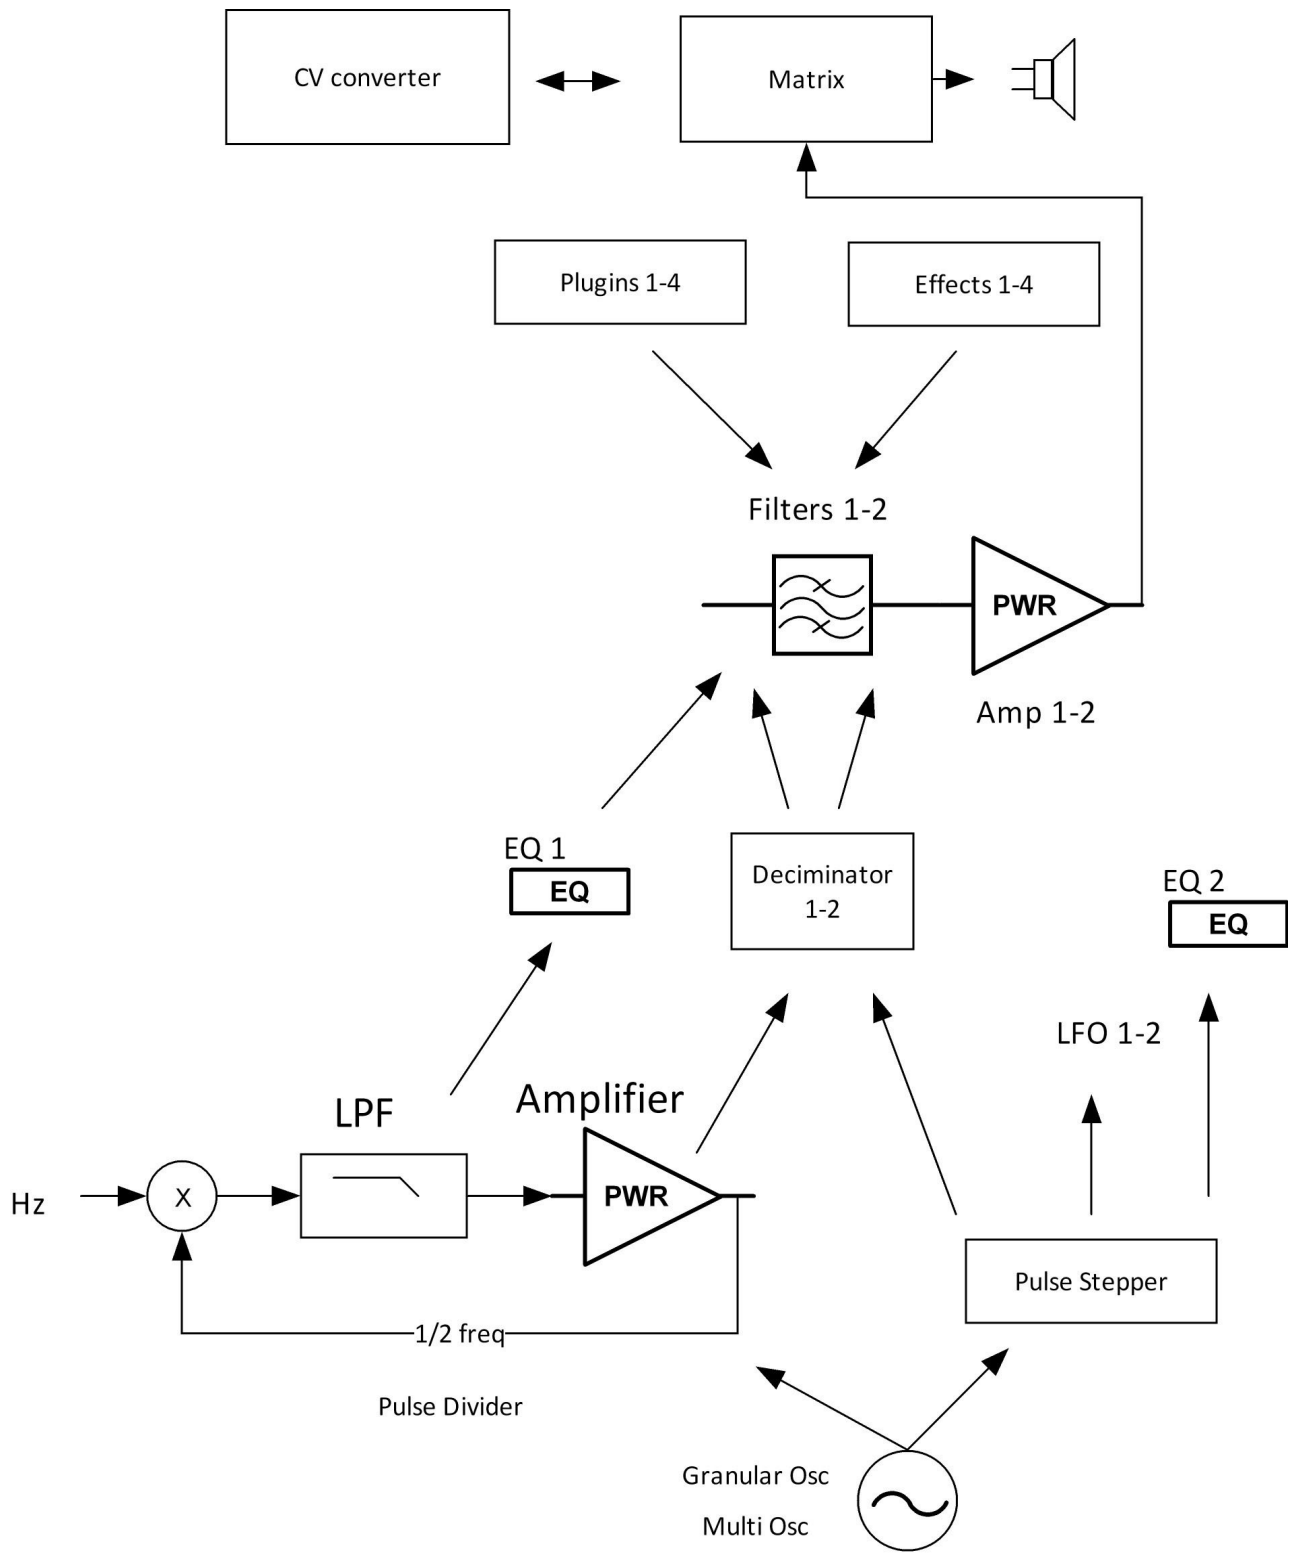 CV converter
Matrix
Plugins 1-4
Effects 1-4
Filters 1-2
PWR
Amp 1-2
EQ 1
EQ
Deciminator
1-2
EQ 2
EQ
LFO 1-2
Amplifier
LPF
Hz
X
PWR
Pulse Stepper
1/2 freq
Pulse Divider
Granular Osc
Multi Osc